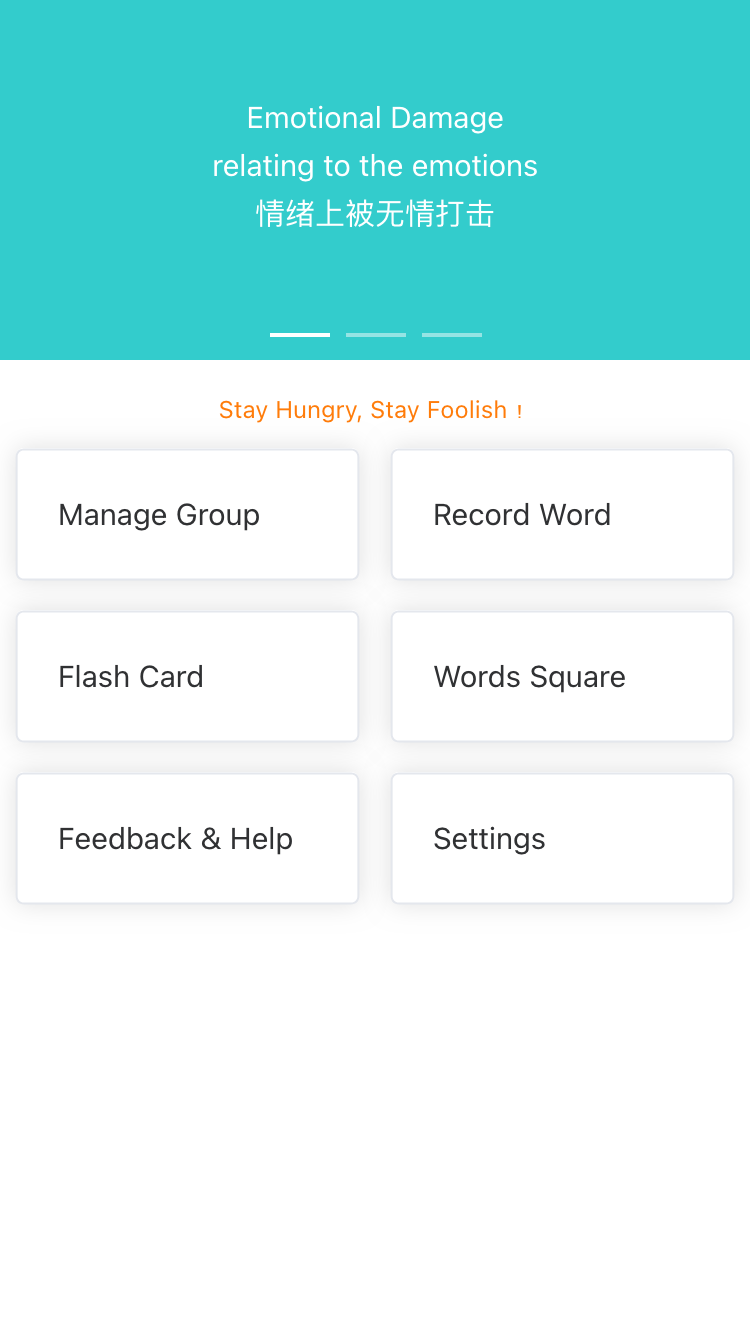 Emotional Damage
relating to the emotions
情绪上被无情打击
Stay Hungry, Stay Foolish！
Manage Group
Record Word
Flash Card
Words Square
Feedback & Help
Settings